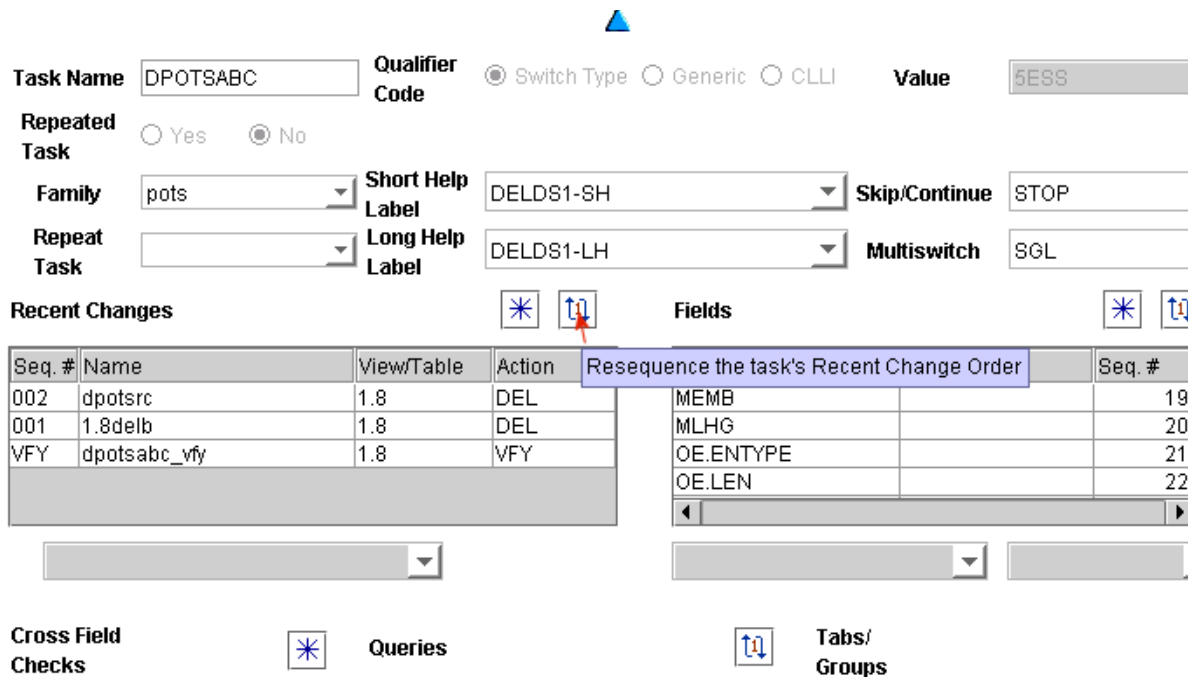 Task Name DPOTSABC Qualifier Code Switch Type Generic CLLI Value 5ESS
Repeated Task Yes No
Family pots Short Help Label DELDS1-SH Skip/Continue STOP
Repeat Task Long Help Label DELDS1-LH Multiswitch SGL
Recent Changes Fields
Seq. # Name View/Table Action Resequence the task's Recent Change Order Seq. #
002 dpotsrc 1.8 DEL MEMB 19
001 1.8delb 1.8 DEL MLHG 20
VFY dpotsabc_vfy 1.8 VFY OE.ENTYPE 21
OE.LEN 22
Cross Field Checks Queries Tabs/ Groups